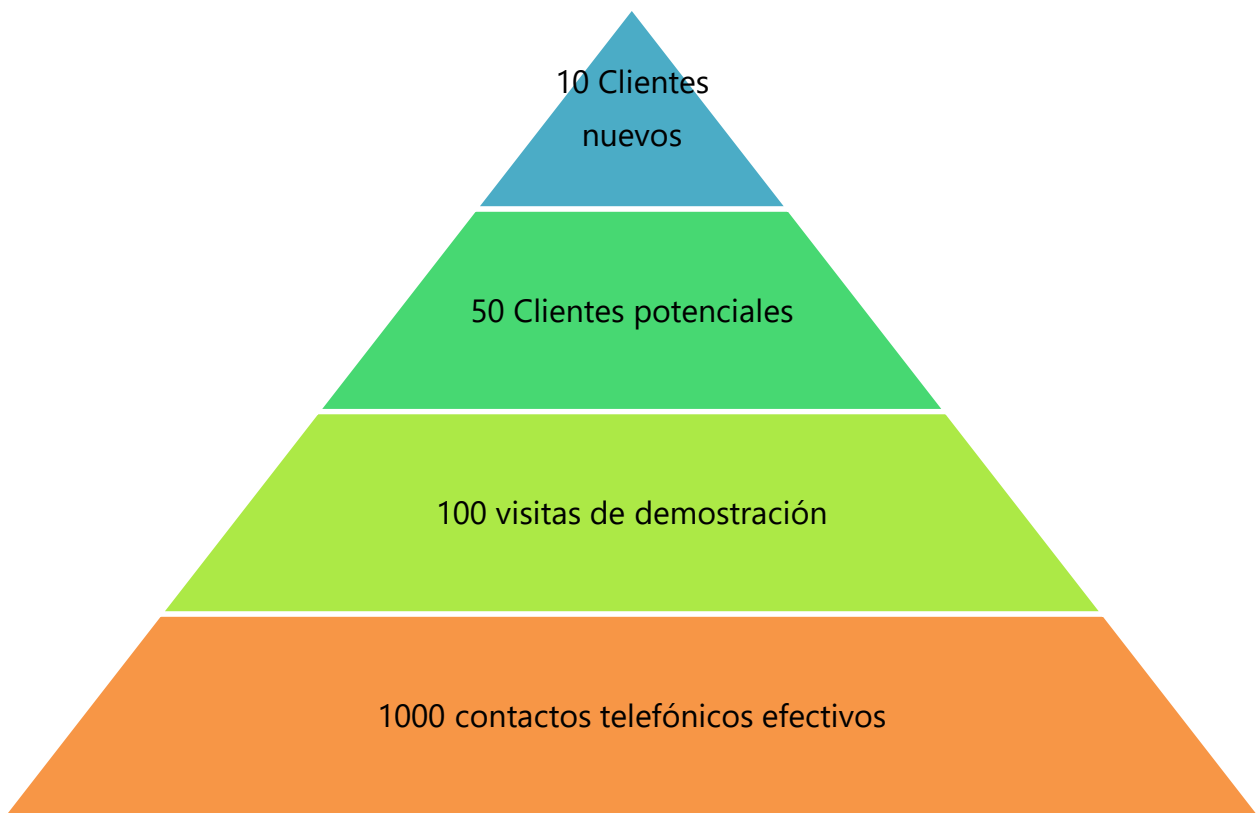 10 Clientes
nuevos
50 Clientes potenciales
100 visitas de demostración
1000 contactos telefónicos efectivos